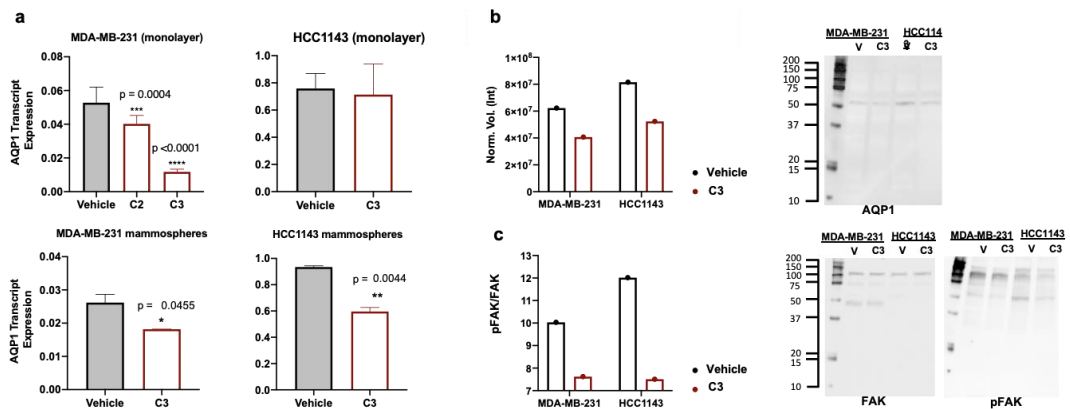 a
MDA-MB-231 (monolayer)
AQP1 Transcript
Expression
0.08
0.06
0.04
0.02
0.00
p = 0.0004
***
p <0.0001
****
Vehicle C2 C3
HCC1143 (monolayer)
1.0
0.8
0.6
0.4
0.2
0.0
Vehicle C3
MDA-MB-231 mammospheres
AQP1 Transcript
Expression
0.04
0.03
0.02
0.01
0.00
p = 0.0455
*
Vehicle C3
HCC1143 mammospheres
1.0
0.8
0.6
0.4
0.2
0.0
p = 0.0044
**
Vehicle C3
b
Norm. Vol. (Int)
1×10⁸
8×10⁷
6×10⁷
4×10⁷
2×10⁷
0
MDA-MB-231 HCC1143
Vehicle
C3
MDA-MB-231 HCC114
V C3 V C3
200
150
100
75
50
37
20
15
10
AQP1
c
pFAK/FAK
13
12
11
10
9
8
7
MDA-MB-231 HCC1143
Vehicle
C3
MDA-MB-231 HCC1143
V C3 V C3
200
150
100
75
50
37
20
15
10
FAK
MDA-MB-231 HCC1143
V C3 V C3
pFAK